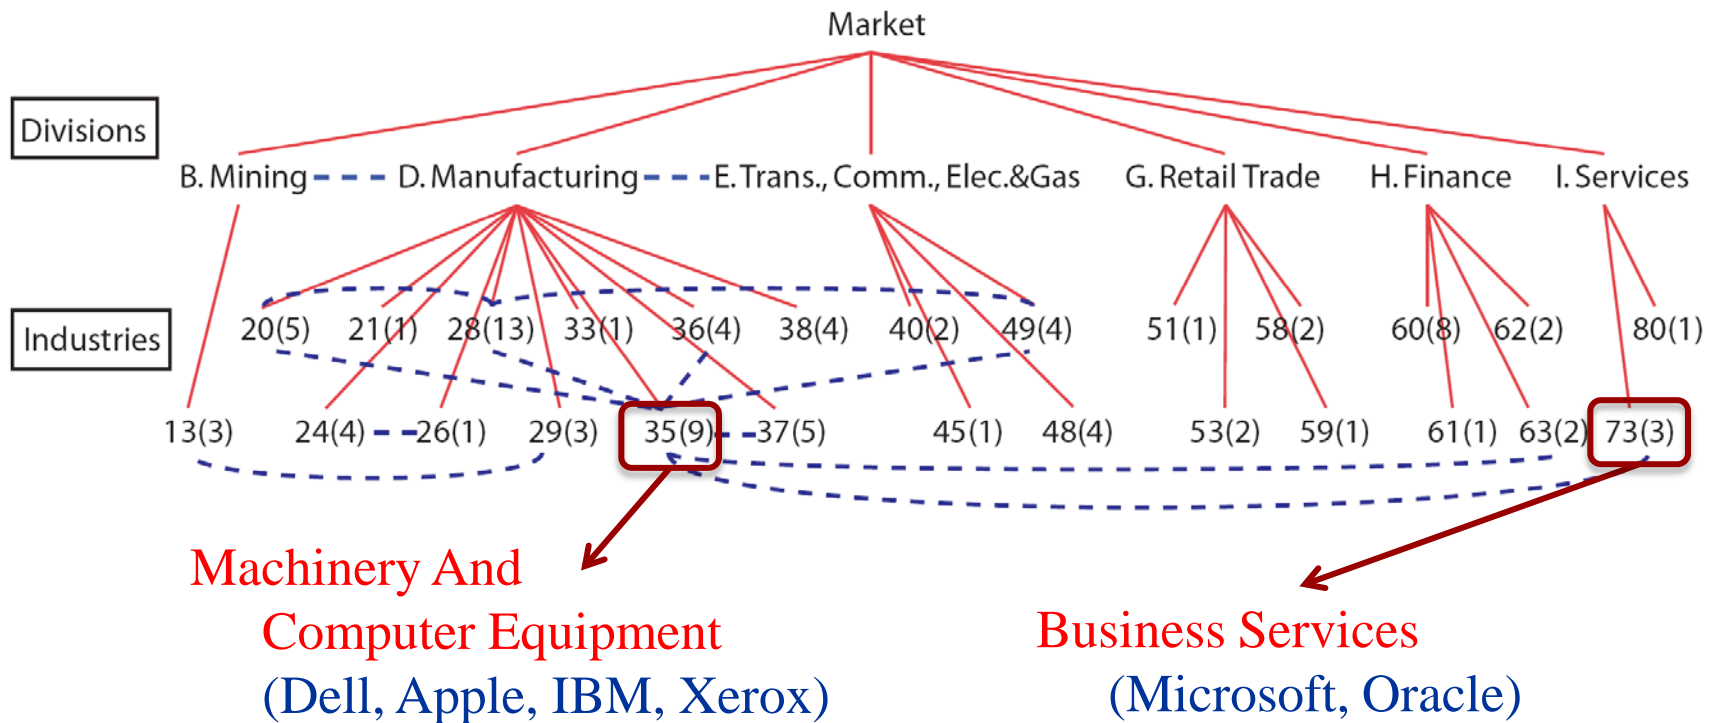 Market
Divisions
B. Mining D. Manufacturing E. Trans., Comm., Elec.&Gas G. Retail Trade H. Finance I. Services
Industries
20(5) 21(1) 28(13) 33(1) 36(4) 38(4) 40(2) 49(4) 51(1) 58(2) 60(8) 62(2) 80(1)
13(3) 24(4) 26(1) 29(3) 35(9) 37(5) 45(1) 48(4) 53(2) 59(1) 61(1) 63(2) 73(3)
Machinery And
Computer Equipment
(Dell, Apple, IBM, Xerox)
Business Services
(Microsoft, Oracle)